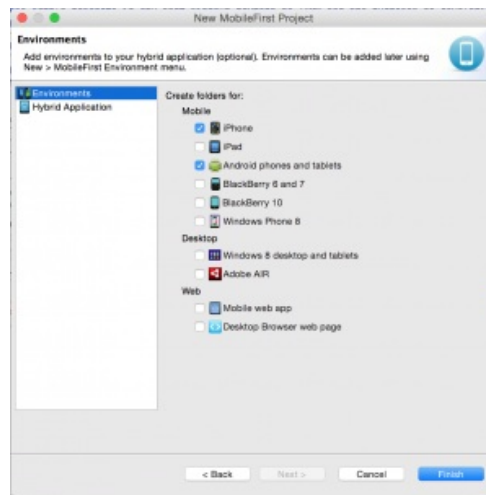 New MobileFirst Project
Environments
Add environments to your hybrid application (optional). Environments can be added later using
New > MobileFirst Environment menu.
Environments
Hybrid Application
Create folders for:
Mobile
iPhone
iPad
Android phones and tablets
BlackBerry 6 and 7
BlackBerry 10
Windows Phone 8
Desktop
Windows 8 desktop and tablets
Adobe AIR
Web
Mobile web app
Desktop Browser web page
< Back
Next >
Cancel
Finish